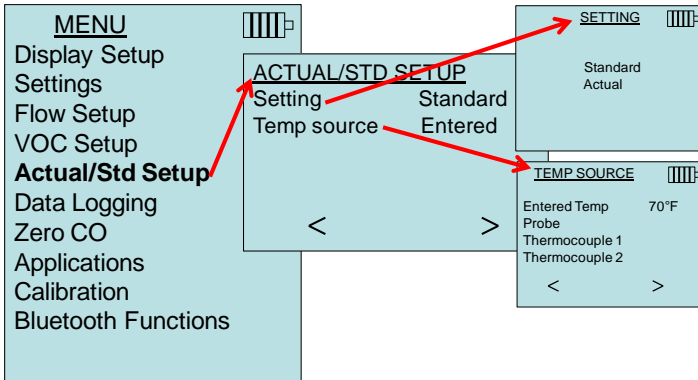 MENU
Display Setup
Settings
Flow Setup
VOC Setup
Actual/Std Setup
Data Logging
Zero CO
Applications
Calibration
Bluetooth Functions
ACTUAL/STD SETUP
Setting Standard
Temp source Entered
< >
SETTING
Standard
Actual
TEMP SOURCE
Entered Temp 70°F
Probe
Thermocouple 1
Thermocouple 2
< >